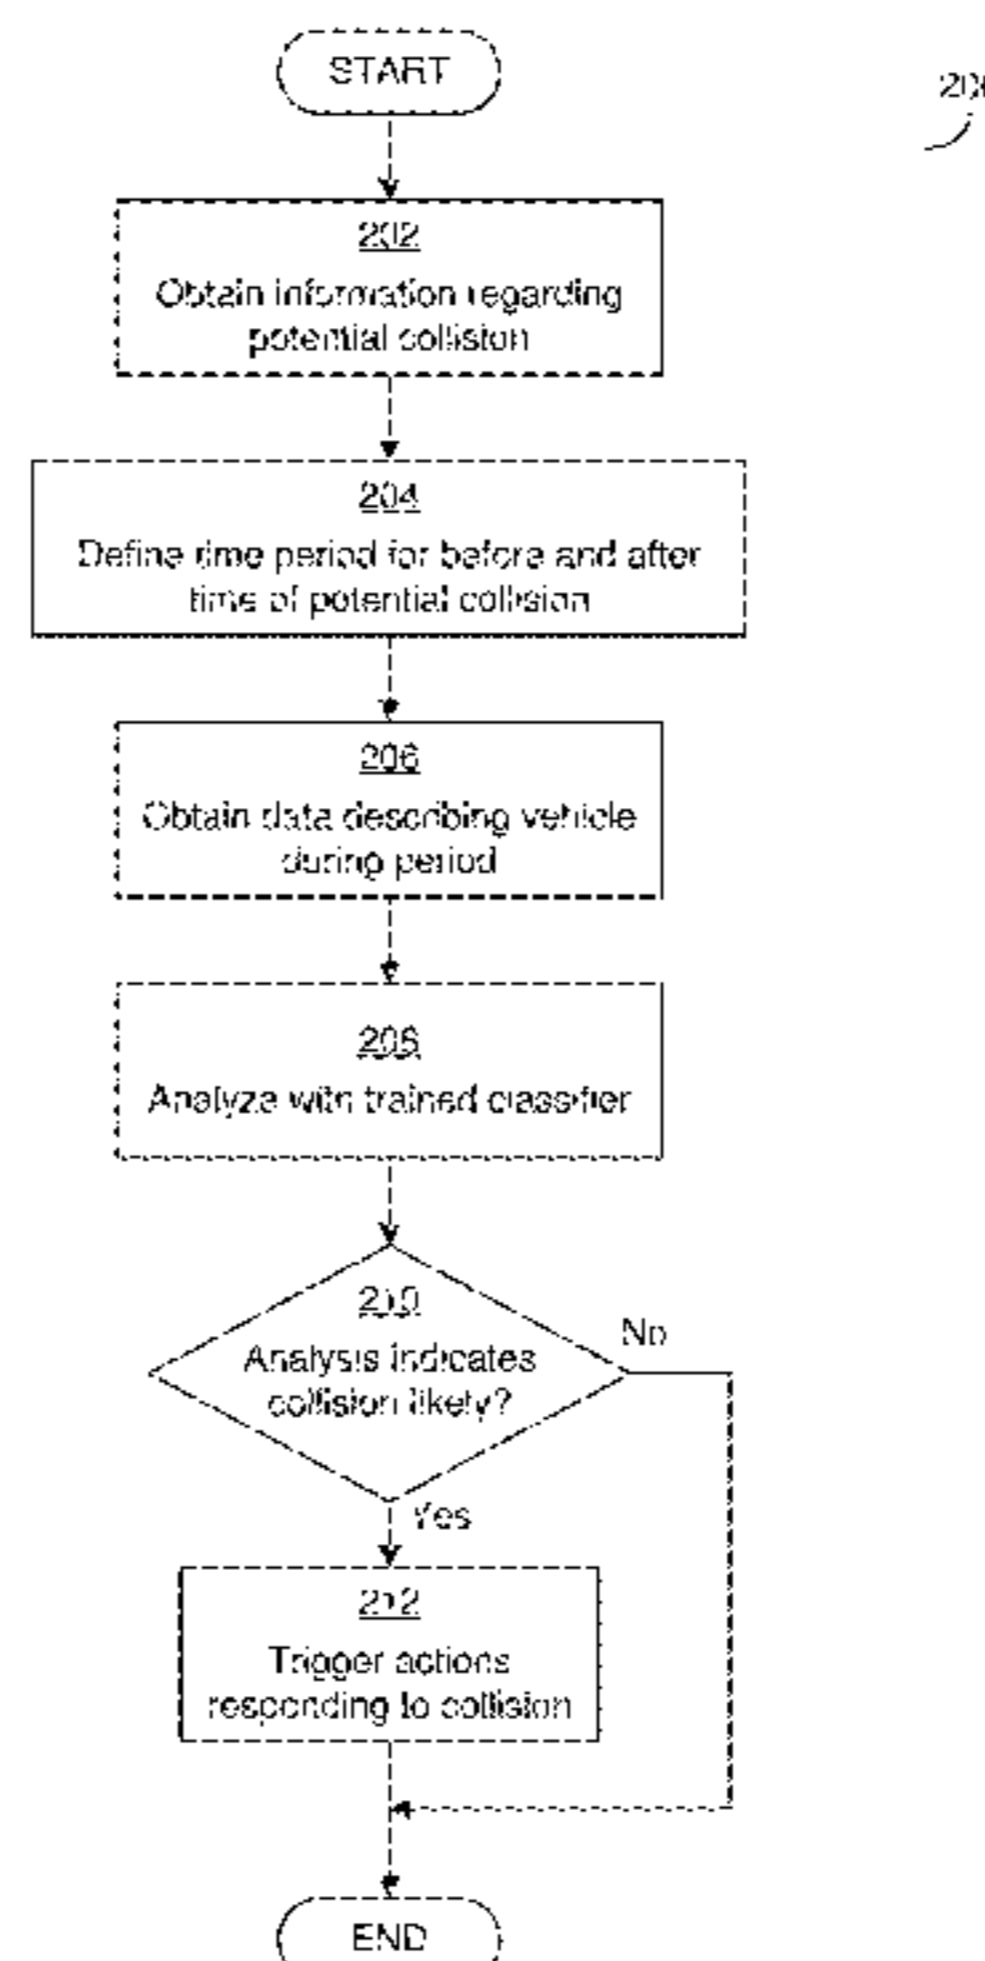 START
202
Obtain information regarding
potential collision
204
Define time period for before and after
time of potential collision
206
Obtain data describing vehicle
during period
208
Analyze with trained classifier
210
Analysis indicates
collision likely?
No
Yes
212
Trigger actions
responding to collision
END